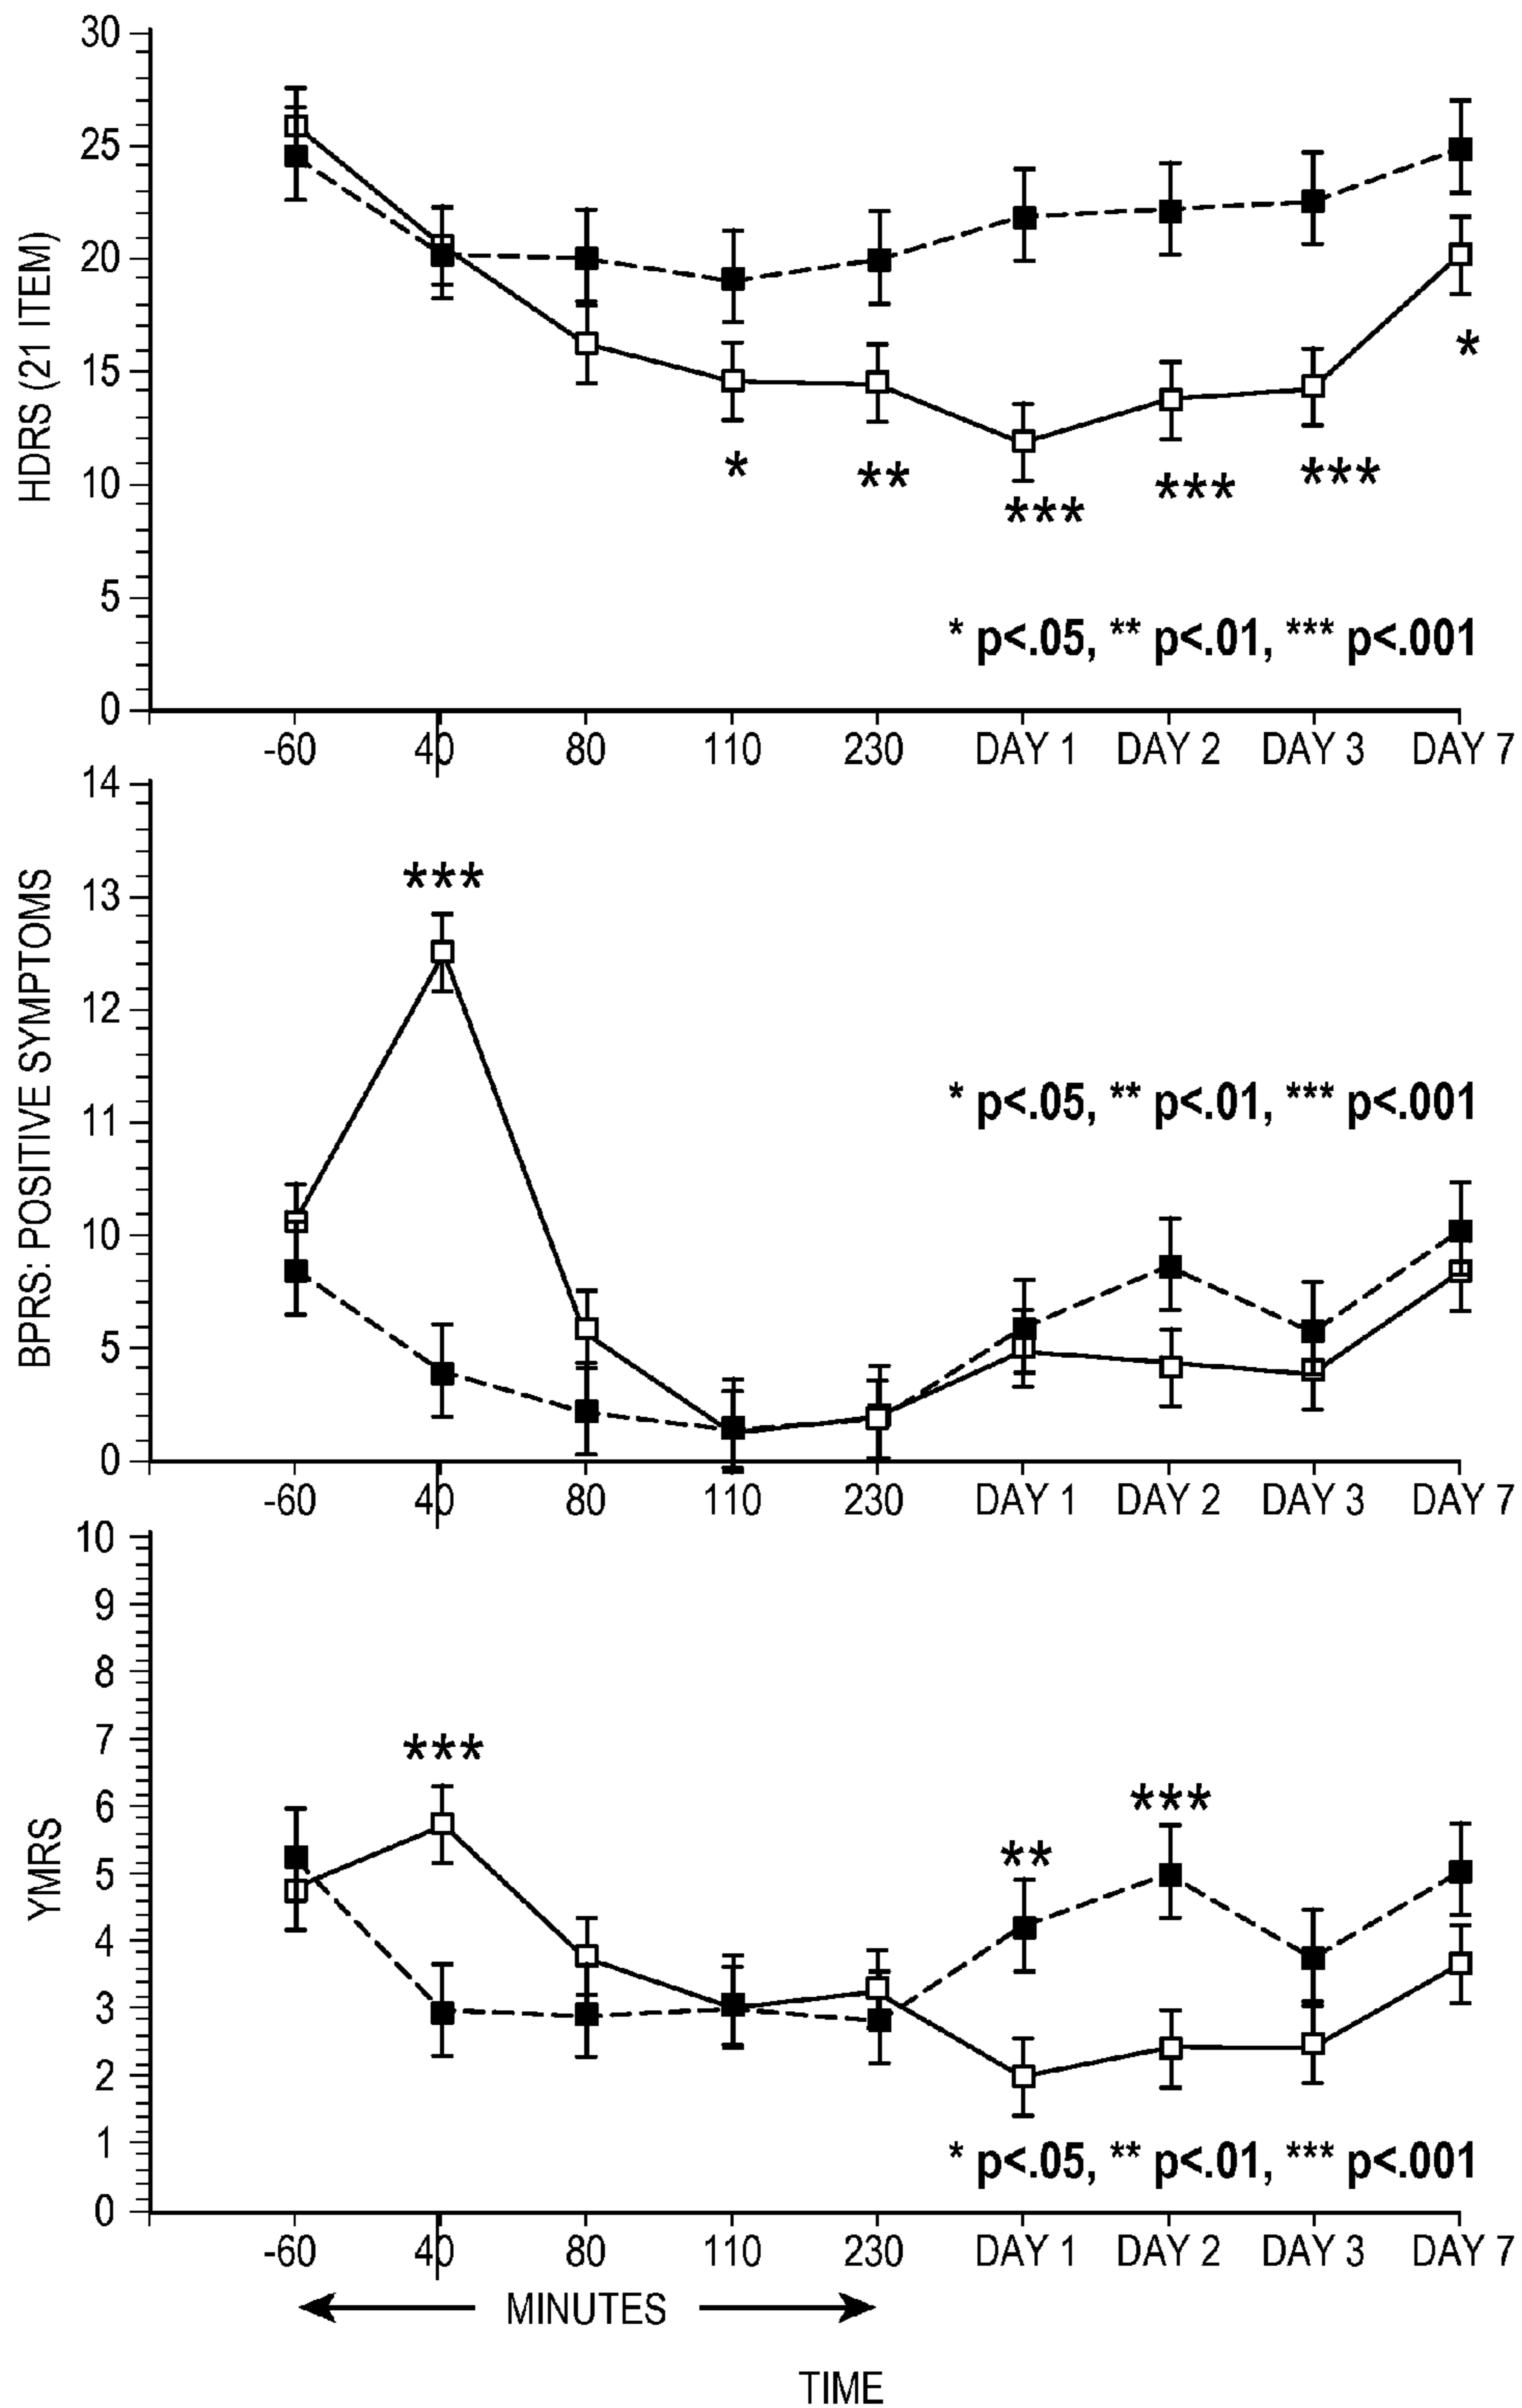 HDRS (21 ITEM)
30
25
20
15
10
5
0
* ** *** *** *** *
* p<.05, ** p<.01, *** p<.001
-60 40 80 110 230 DAY 1 DAY 2 DAY 3 DAY 7
BPRS: POSITIVE SYMPTOMS
14
13
12
11
10
5
0
***
* p<.05, ** p<.01, *** p<.001
-60 40 80 110 230 DAY 1 DAY 2 DAY 3 DAY 7
YMRS
10
9
8
7
6
5
4
3
2
1
0
*** ** ***
* p<.05, ** p<.01, *** p<.001
-60 40 80 110 230 DAY 1 DAY 2 DAY 3 DAY 7
MINUTES
TIME